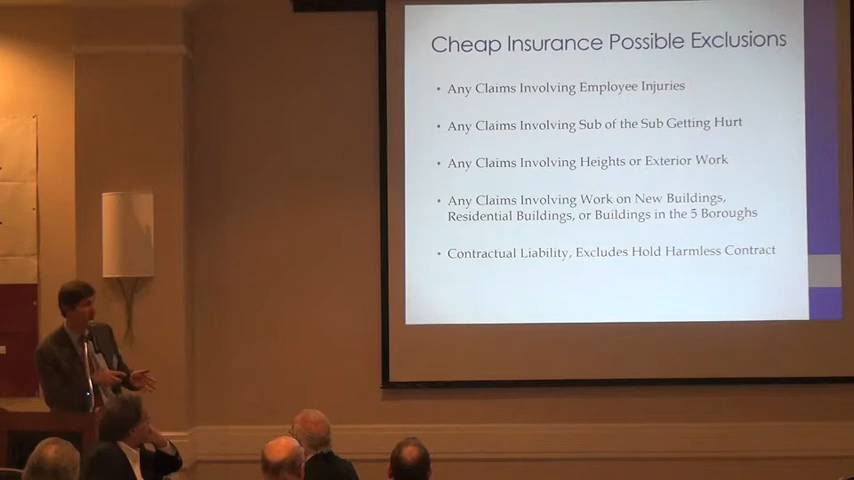 Cheap Insurance Possible Exclusions
• Any Claims Involving Employee Injuries
• Any Claims Involving Sub of the Sub Getting Hurt
• Any Claims Involving Heights or Exterior Work
• Any Claims Involving Work on New Buildings,
Residential Buildings, or Buildings in the 5 Boroughs
• Contractual Liability, Excludes Hold Harmless Contract